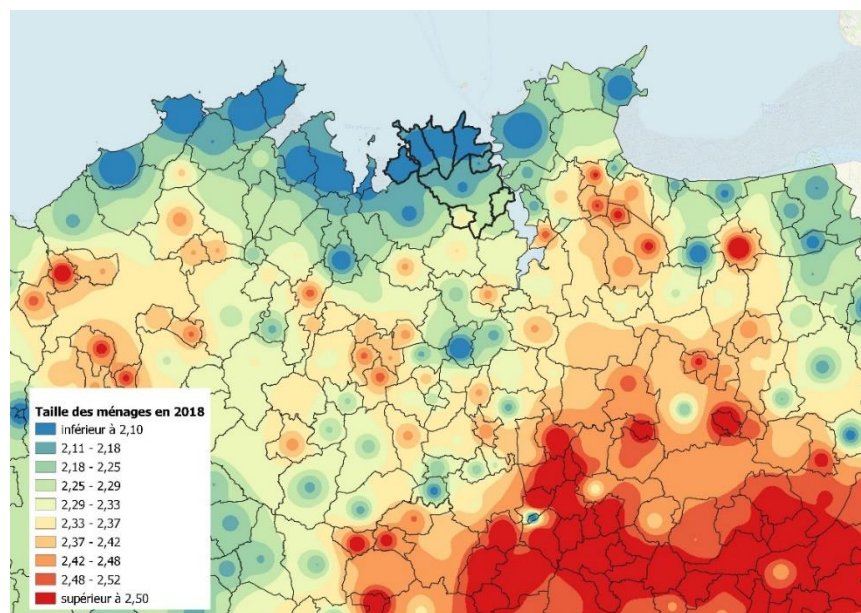 Taille des ménages en 2018
inférieur à 2,10
2,11 - 2,18
2,18 - 2,25
2,25 - 2,29
2,29 - 2,33
2,33 - 2,37
2,37 - 2,42
2,42 - 2,48
2,48 - 2,52
supérieur à 2,50